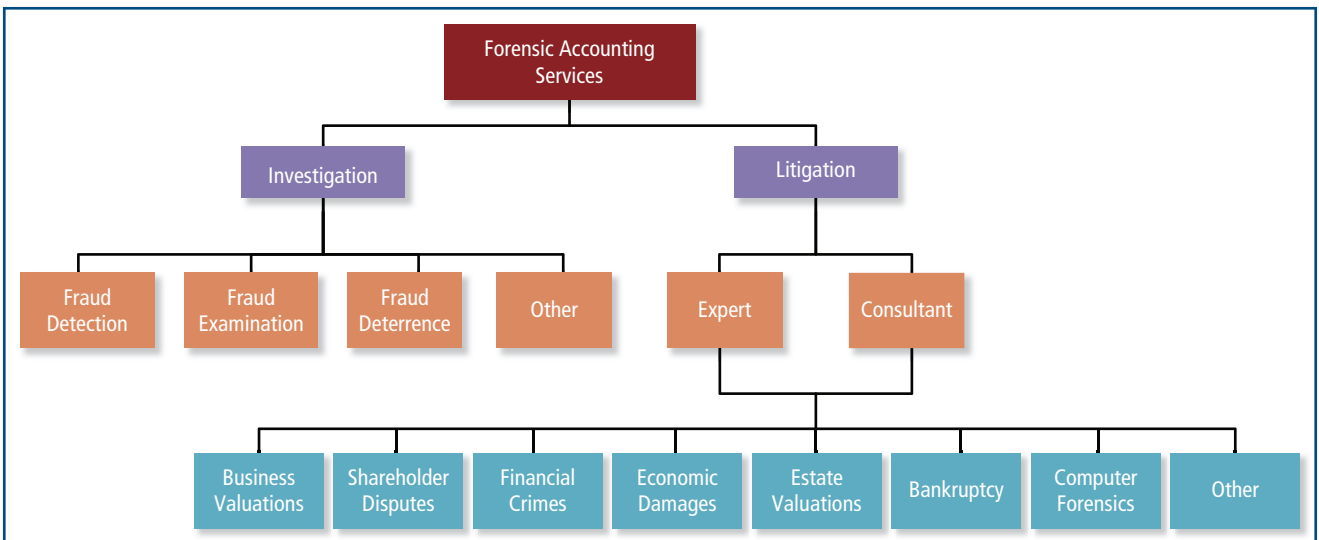 Forensic Accounting
Services
Investigation
Litigation
Fraud
Detection
Fraud
Examination
Fraud
Deterrence
Other
Expert
Consultant
Business
Valuations
Shareholder
Disputes
Financial
Crimes
Economic
Damages
Estate
Valuations
Bankruptcy
Computer
Forensics
Other